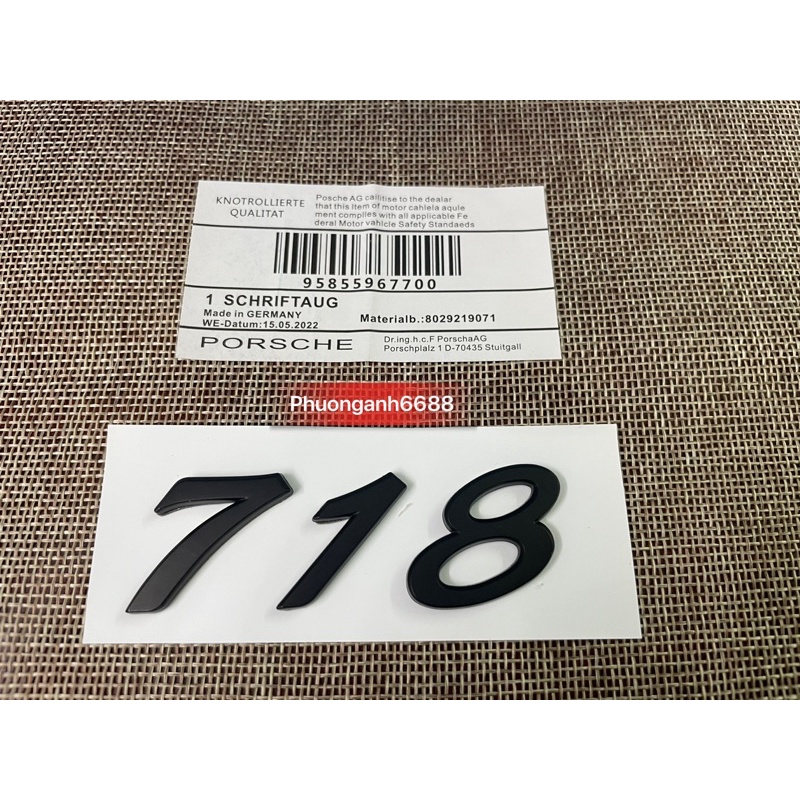 KNOTROLLIERTE
QUALITAT
Posche AG callitise to the dealar
that this Item of motor cahlela aqule
ment complles with all applicable Fe
deral Motor vahicle Safety Standaeds
95855967700
1 SCHRIFTAUG
Made in GERMANY
WE-Datum:15.05.2022
Materialb.:8029219071
PORSCHE
Dr.ing.h.c.F PorschaAG
Porschplalz 1 D-70435 Stuitgall
Phuonganh6688
718